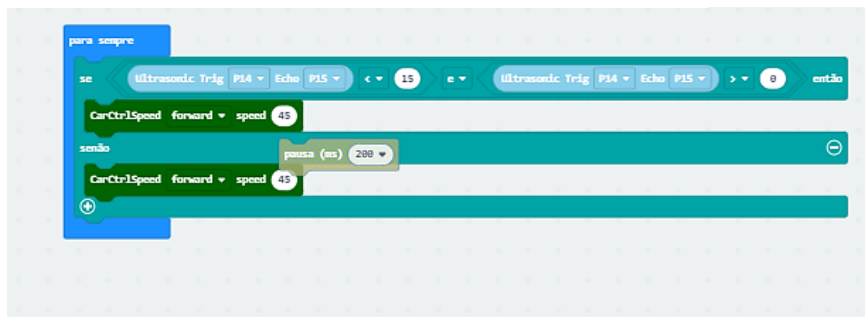 para sempre
se Ultrasonic Trig P14 Echo P15 < 15 e Ultrasonic Trig P14 Echo P15 > 0 então
CarCtrlSpeed forward speed 45
senão
pausa (ms) 200
CarCtrlSpeed forward speed 45